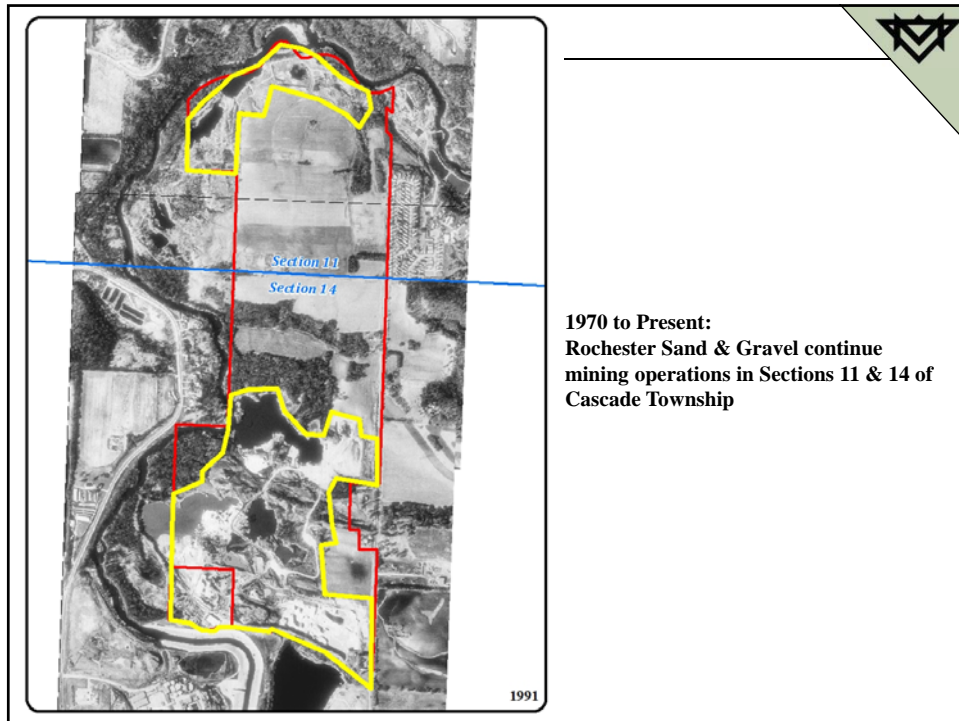 Section 11
Section 14
1991
1970 to Present:
Rochester Sand & Gravel continue
mining operations in Sections 11 & 14 of
Cascade Township